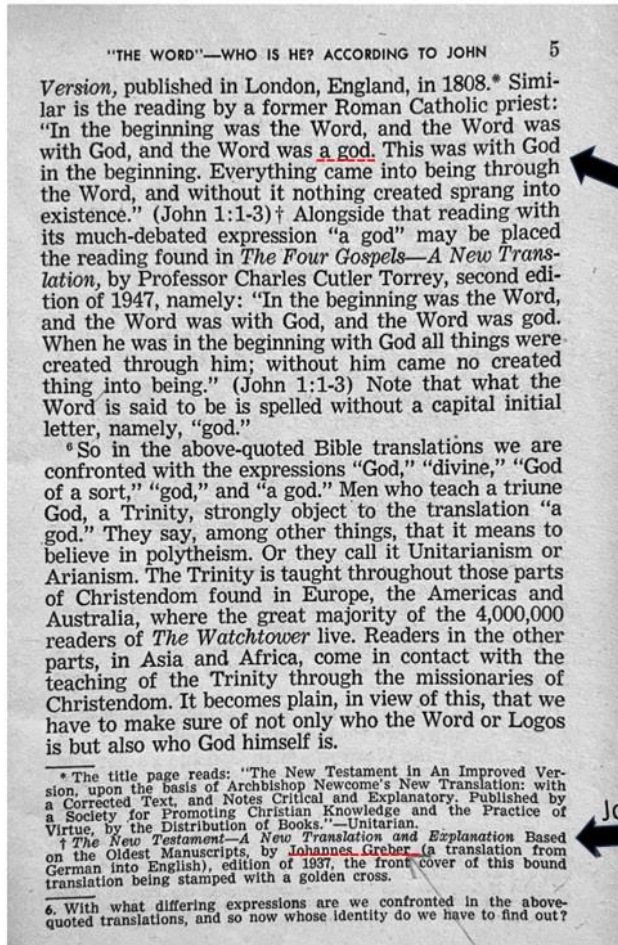 "THE WORD"—WHO IS HE? ACCORDING TO JOHN 5
Version, published in London, England, in 1808.* Simi-
lar is the reading by a former Roman Catholic priest:
"In the beginning was the Word, and the Word was
with God, and the Word was a god. This was with God
in the beginning. Everything came into being through
the Word, and without it nothing created sprang into
existence." (John 1:1-3)† Alongside that reading with
its much-debated expression "a god" may be placed
the reading found in The Four Gospels—A New Trans-
lation, by Professor Charles Cutler Torrey, second edi-
tion of 1947, namely: "In the beginning was the Word,
and the Word was with God, and the Word was god.
When he was in the beginning with God all things were
created through him; without him came no created
thing into being." (John 1:1-3) Note that what the
Word is said to be is spelled without a capital initial
letter, namely, "god."
6 So in the above-quoted Bible translations we are
confronted with the expressions "God," "divine," "God
of a sort," "god," and "a god." Men who teach a triune
God, a Trinity, strongly object to the translation "a
god." They say, among other things, that it means to
believe in polytheism. Or they call it Unitarianism or
Arianism. The Trinity is taught throughout those parts
of Christendom found in Europe, the Americas and
Australia, where the great majority of the 4,000,000
readers of The Watchtower live. Readers in the other
parts, in Asia and Africa, come in contact with the
teaching of the Trinity through the missionaries of
Christendom. It becomes plain, in view of this, that we
have to make sure of not only who the Word or Logos
is but also who God himself is.
* The title page reads: "The New Testament in An Improved Ver-
sion, upon the basis of Archbishop Newcome's New Translation: with
a Corrected Text, and Notes Critical and Explanatory. Published by
a Society for Promoting Christian Knowledge and the Practice of
Virtue, by the Distribution of Books."—Unitarian.
† The New Testament—A New Translation and Explanation Based
on the Oldest Manuscripts, by Johannes Greber (a translation from
German into English), edition of 1937, the front cover of this bound
translation being stamped with a golden cross.
6. With what differing expressions are we confronted in the above-
quoted translations, and so now whose identity do we have to find out?